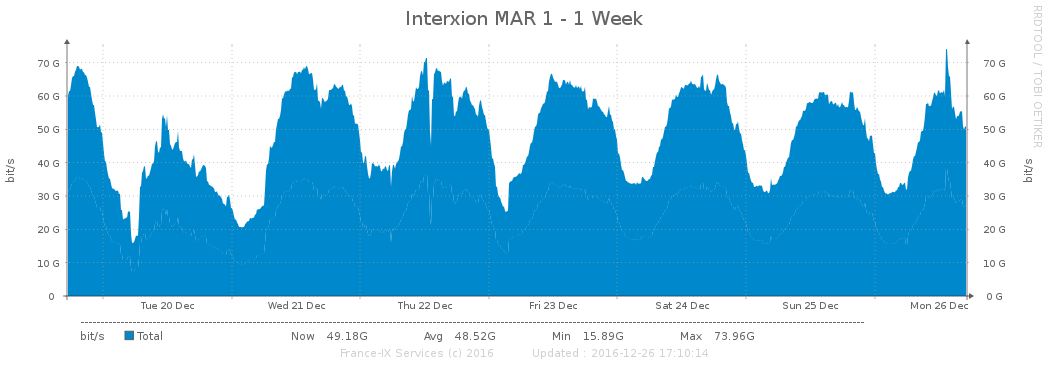 Interxion MAR 1 - 1 Week
RRDTOOL / TOBI OETIKER
bit/s
70 G 70 G
60 G 60 G
50 G 50 G
40 G 40 G
30 G 30 G
20 G 20 G
10 G 10 G
0 0 G
bit/s
Tue 20 Dec Wed 21 Dec Thu 22 Dec Fri 23 Dec Sat 24 Dec Sun 25 Dec Mon 26 Dec
bit/s Total Now 49.18G Avg 48.52G Min 15.89G Max 73.96G
France-IX Services (c) 2016 Updated : 2016-12-26 17:10:14